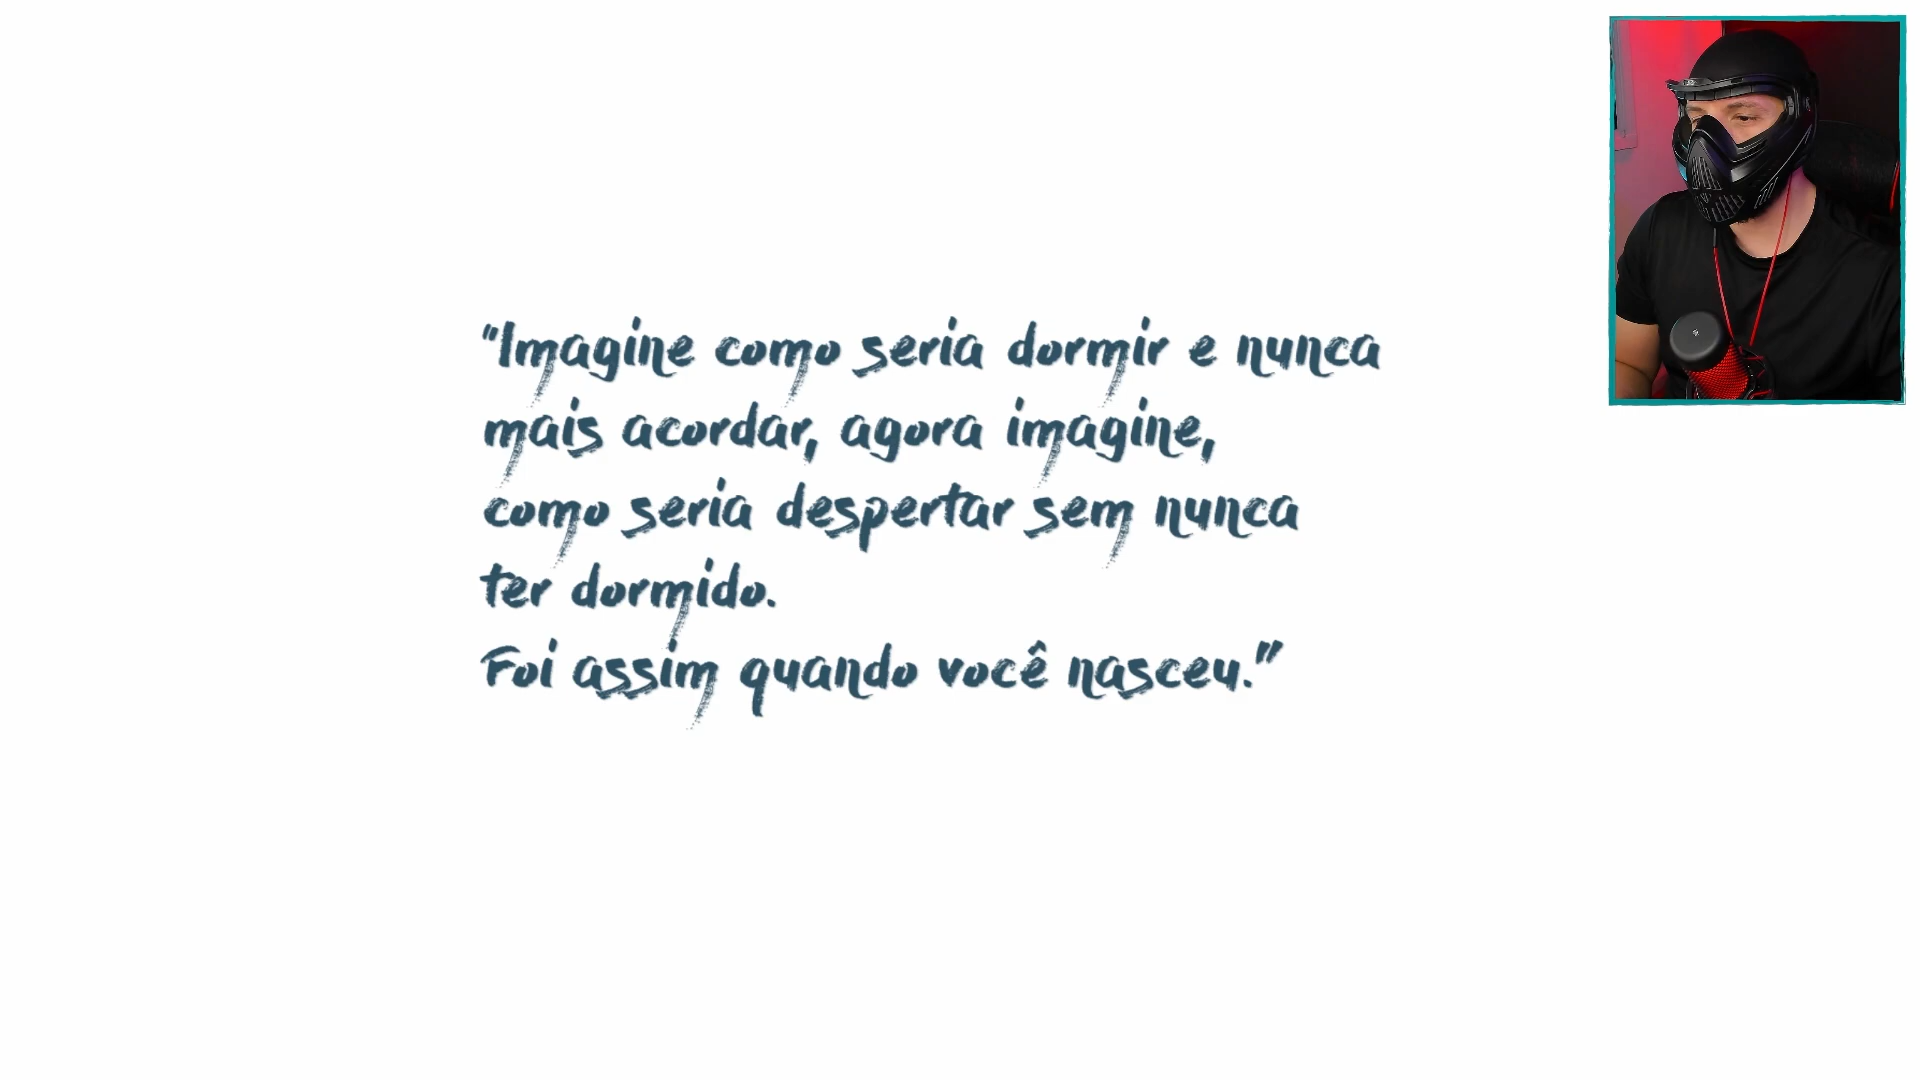 "Imagine como seria dormir e nunca
mais acordar, agora imagine,
como seria despertar sem nunca
ter dormido.
Foi assim quando você nasceu."